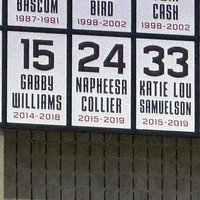 BASCOM BIRD CASH
1987-1991 1998-2002 1998-2002
15 24 33
GABBY NAPHEESA KATIE LOU
WILLIAMS COLLIER SAMUELSON
2014-2018 2015-2019 2015-2019